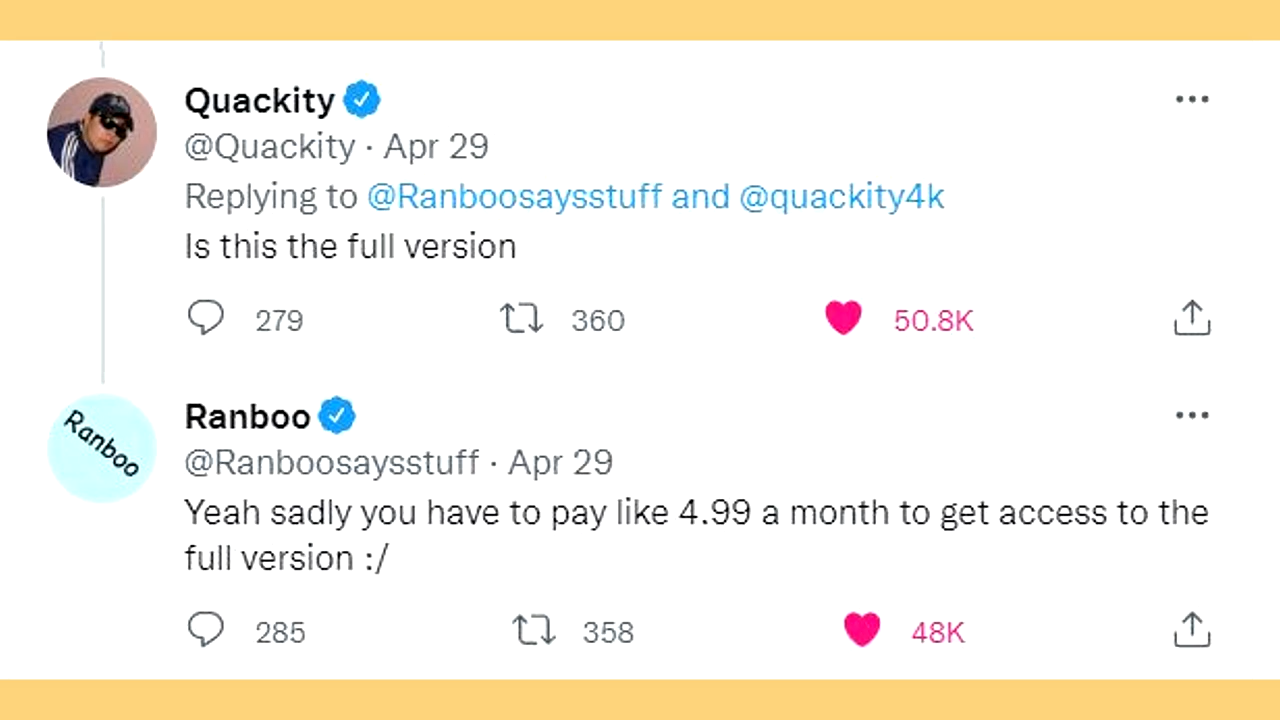 Quackity
@Quackity · Apr 29
Replying to @Ranboosaysstuff and @quackity4k
Is this the full version
279 360 50.8K
Ranboo
Ranboo
@Ranboosaysstuff · Apr 29
Yeah sadly you have to pay like 4.99 a month to get access to the
full version :/
285 358 48K